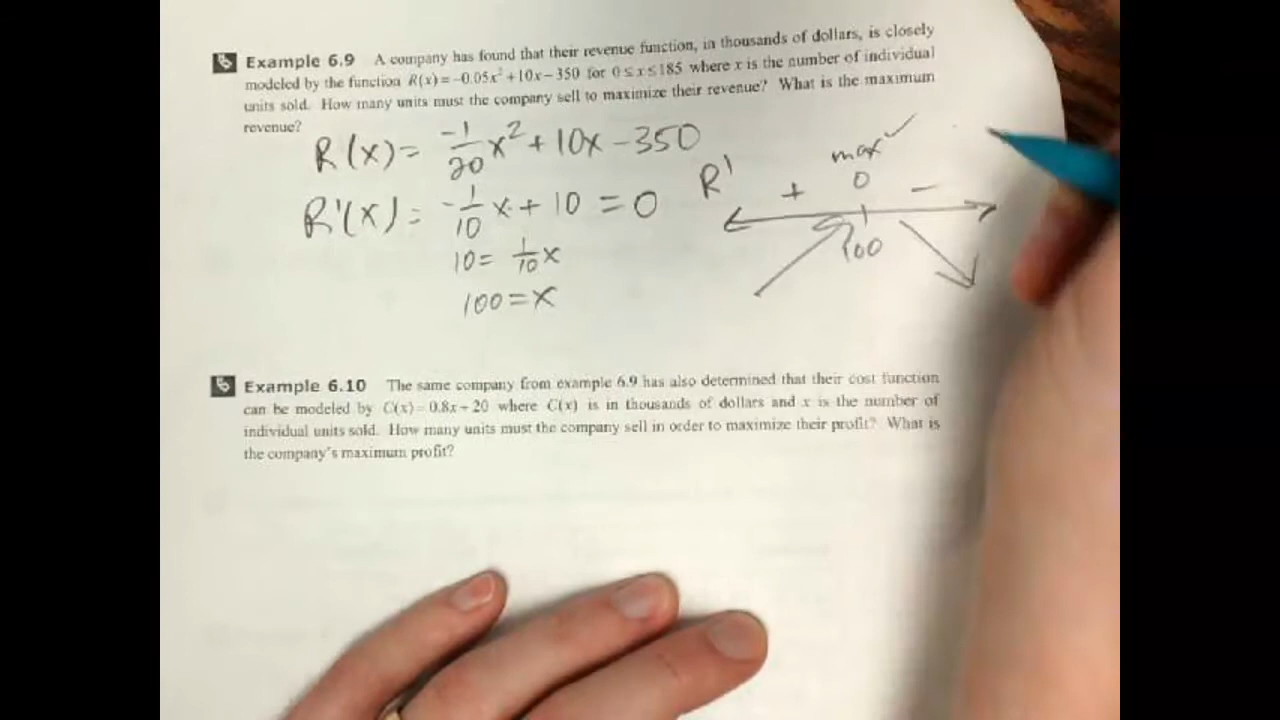 Example 6.9 A company has found that their revenue function, in thousands of dollars, is closely
modeled by the function R(x) = -0.05x² + 10x - 350 for 0 ≤ x ≤ 185 where x is the number of individual
units sold. How many units must the company sell to maximize their revenue? What is the maximum
revenue?
R(x) = -1/20 x² + 10x - 350
R'(x) = -1/10 x + 10 = 0
10 = 1/10 x
100 = x
max ✓
R' + 0 -
100
Example 6.10 The same company from example 6.9 has also determined that their cost function
can be modeled by C(x) = 0.8x + 20 where C(x) is in thousands of dollars and x is the number of
individual units sold. How many units must the company sell in order to maximize their profit? What is
the company's maximum profit?